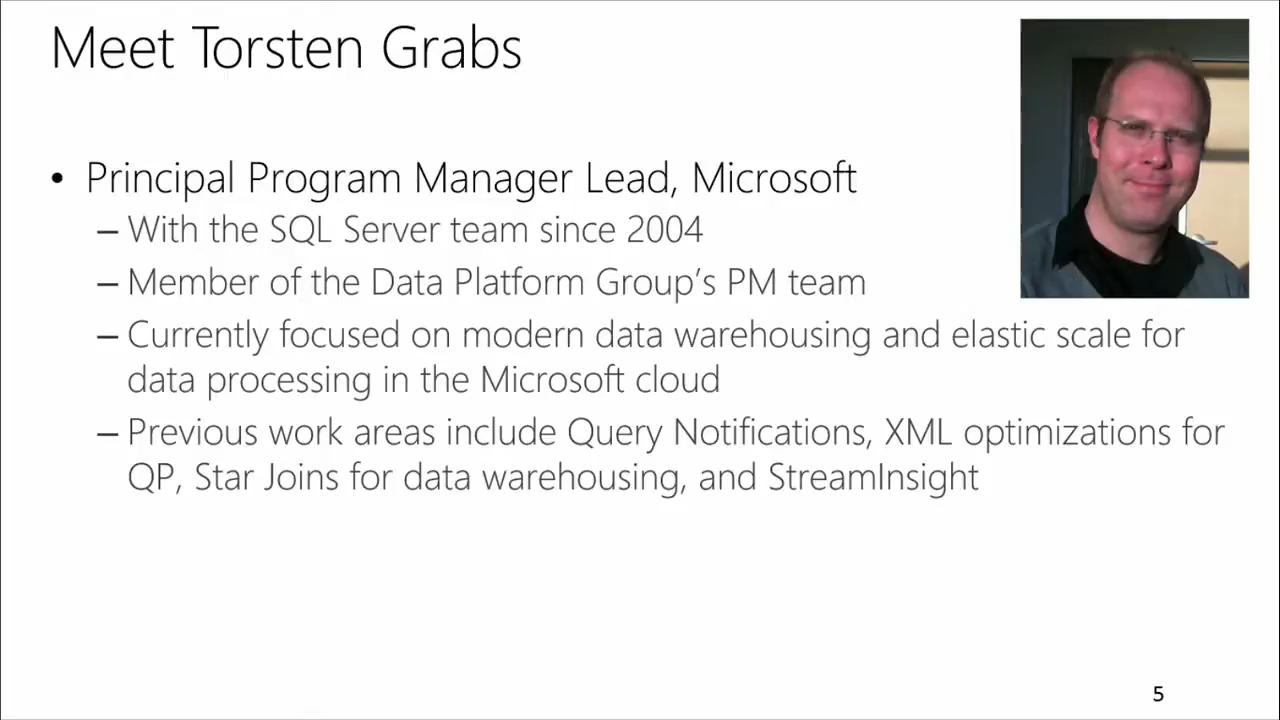 Meet Torsten Grabs
• Principal Program Manager Lead, Microsoft
– With the SQL Server team since 2004
– Member of the Data Platform Group’s PM team
– Currently focused on modern data warehousing and elastic scale for
data processing in the Microsoft cloud
– Previous work areas include Query Notifications, XML optimizations for
QP, Star Joins for data warehousing, and StreamInsight
5